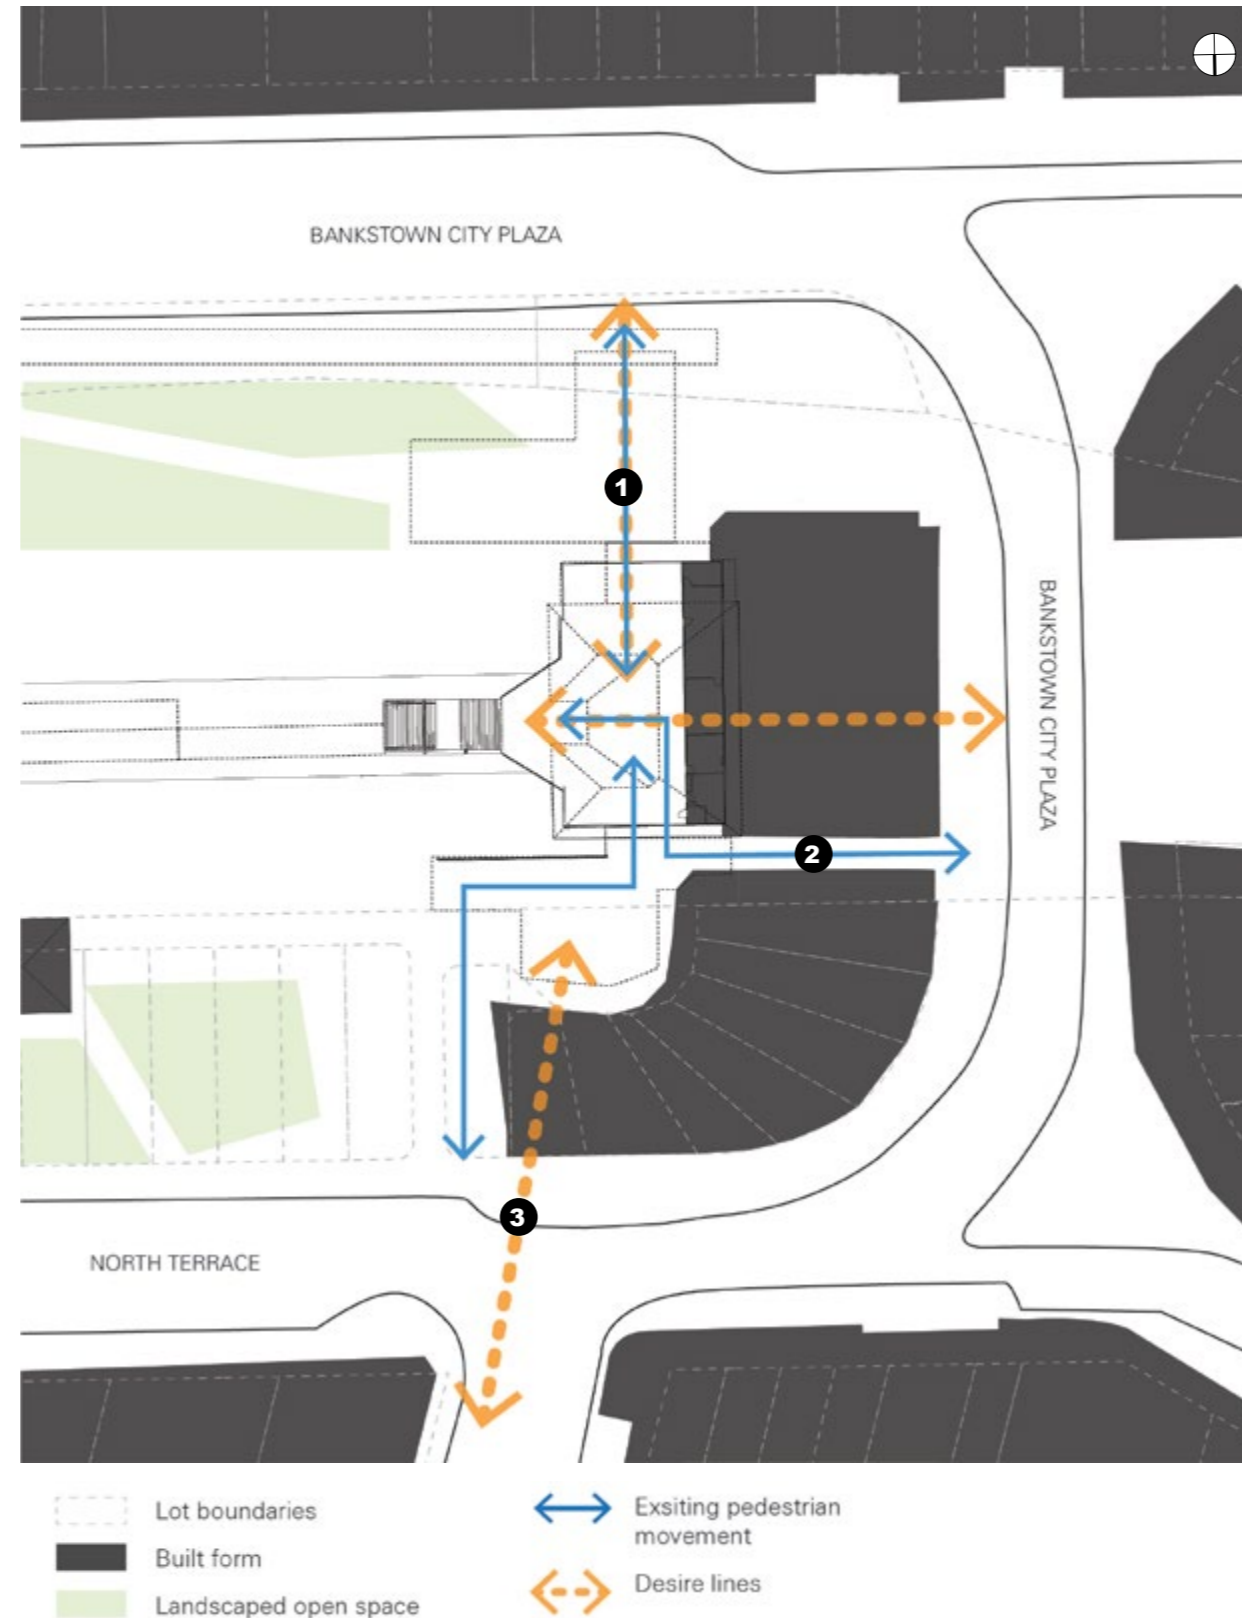 BANKSTOWN CITY PLAZA
1
BANKSTOWN CITY PLAZA
2
3
NORTH TERRACE
Lot boundaries
Built form
Landscaped open space
Exsiting pedestrian
movement
Desire lines